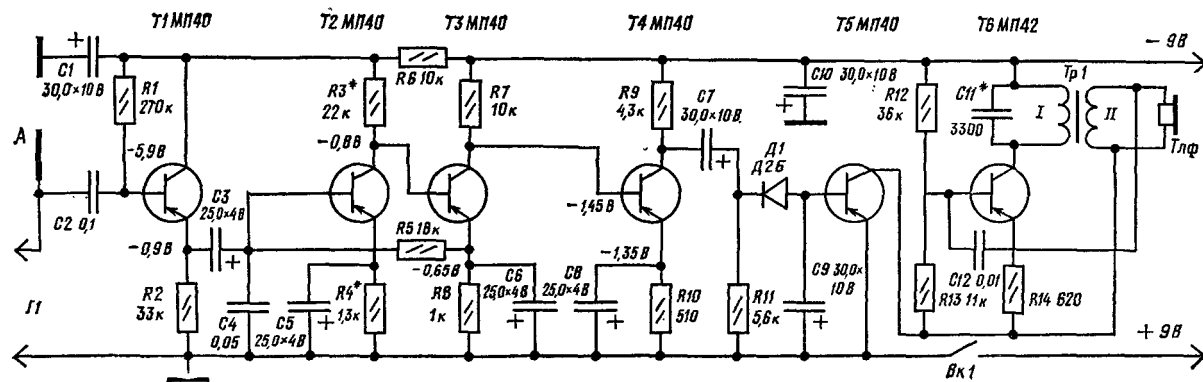 T1 МП40
T2 МП40
T3 МП40
T4 МП40
T5 МП40
T6 МП42
- 9В
+
C1
30,0×10В
R1
270к
R3*
22к
R6 10к
R7
10к
R9
4,3к
C7
30,0×10В
C10 30,0×10В
+
R12
36к
C11*
3300
Тр1
I
II
Тлф
А
-5,9В
-0,8В
Д1
Д2Б
C2 0,1
C3
25,0×4В
+
-1,45В
+
-0,9В
R5 18к
-0,65В
-1,35В
Г1
R2
33к
C4
0,05
C5
25,0×4В
+
R4*
1,3к
R8
1к
C6
25,0×4В
+
C8
25,0×4В
+
R10
510
R11
5,6к
C9 30,0×
10В
+
C12 0,01
R13 11к
R14 620
+ 9В
Вк1